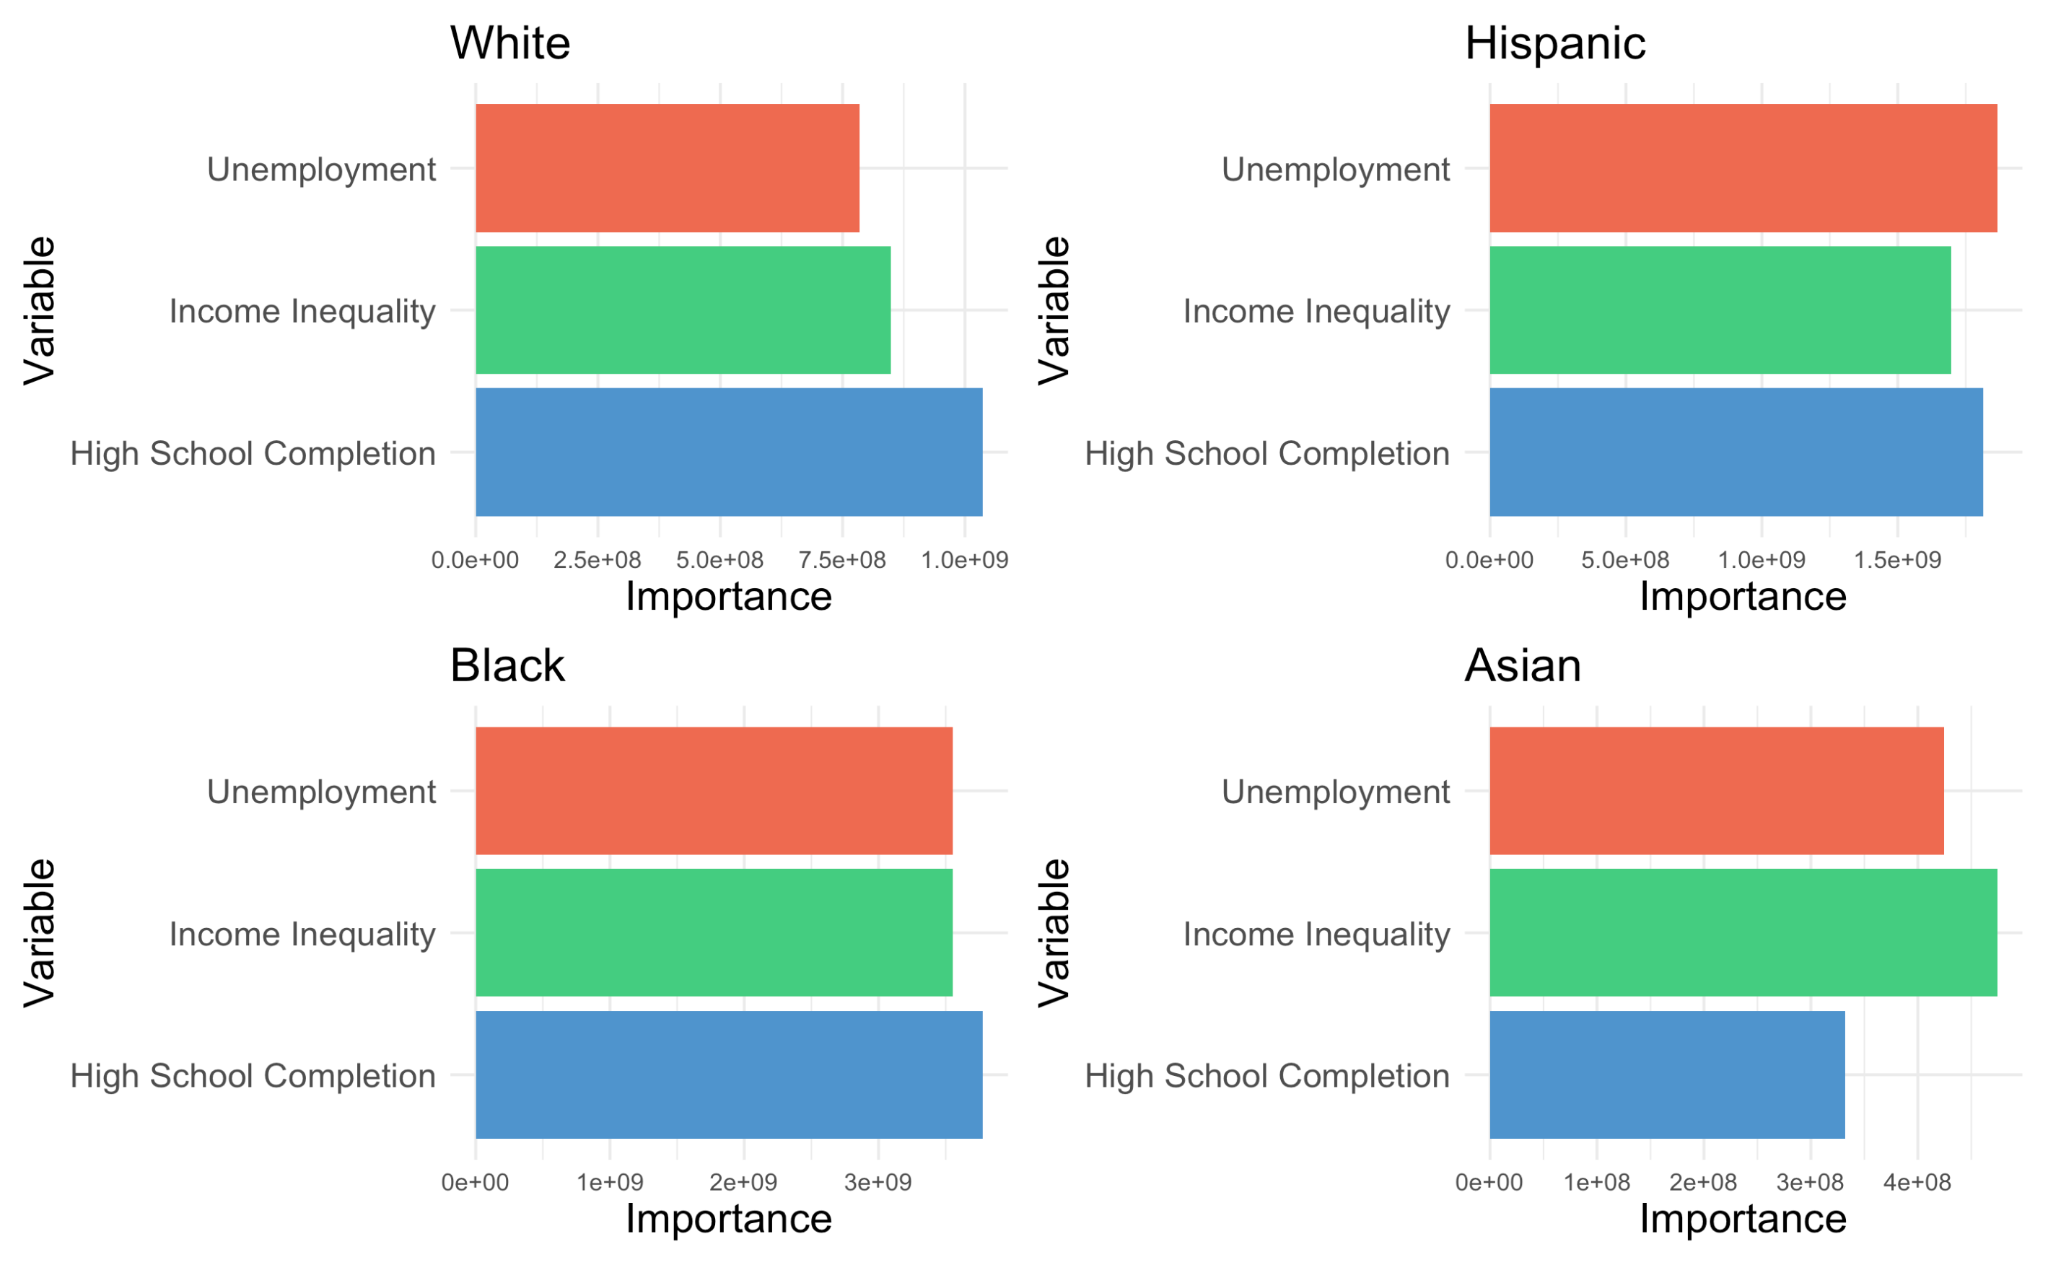 White
Variable
Unemployment
Income Inequality
High School Completion
0.0e+00 2.5e+08 5.0e+08 7.5e+08 1.0e+09
Importance
Hispanic
Variable
Unemployment
Income Inequality
High School Completion
0.0e+00 5.0e+08 1.0e+09 1.5e+09
Importance
Black
Variable
Unemployment
Income Inequality
High School Completion
0e+00 1e+09 2e+09 3e+09
Importance
Asian
Variable
Unemployment
Income Inequality
High School Completion
0e+00 1e+08 2e+08 3e+08 4e+08
Importance